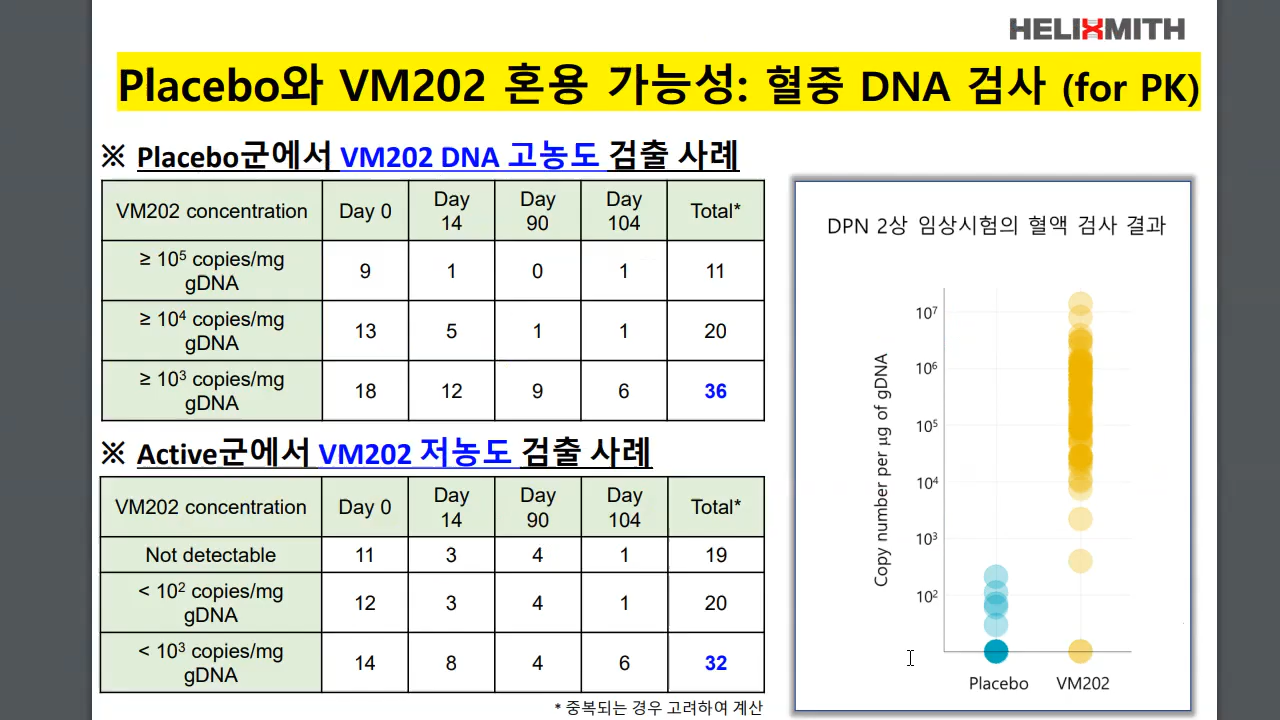 HELIXMITH
Placebo와 VM202 혼용 가능성: 혈중 DNA 검사 (for PK)
※ Placebo군에서 VM202 DNA 고농도 검출 사례
VM202 concentration Day 0 Day 14 Day 90 Day 104 Total*
≥ 10⁵ copies/mg gDNA 9 1 0 1 11
≥ 10⁴ copies/mg gDNA 13 5 1 1 20
≥ 10³ copies/mg gDNA 18 12 9 6 36
※ Active군에서 VM202 저농도 검출 사례
VM202 concentration Day 0 Day 14 Day 90 Day 104 Total*
Not detectable 11 3 4 1 19
< 10² copies/mg gDNA 12 3 4 1 20
< 10³ copies/mg gDNA 14 8 4 6 32
* 중복되는 경우 고려하여 계산
DPN 2상 임상시험의 혈액 검사 결과
Copy number per μg of gDNA
10⁷
10⁶
10⁵
10⁴
10³
10²
Placebo VM202